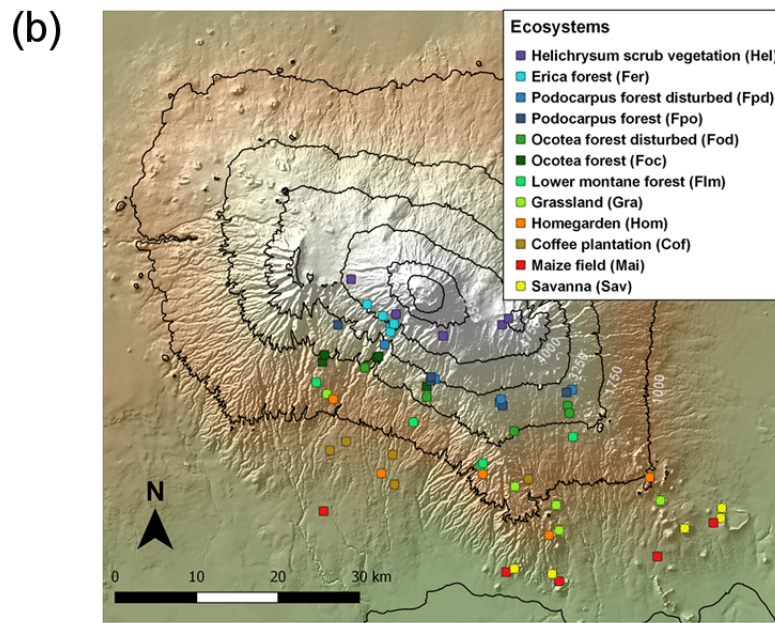 (b)
Ecosystems
Helichrysum scrub vegetation (Hel)
Erica forest (Fer)
Podocarpus forest disturbed (Fpd)
Podocarpus forest (Fpo)
Ocotea forest disturbed (Fod)
Ocotea forest (Foc)
Lower montane forest (Flm)
Grassland (Gra)
Homegarden (Hom)
Coffee plantation (Cof)
Maize field (Mai)
Savanna (Sav)
1000
N
0 10 20 30 km